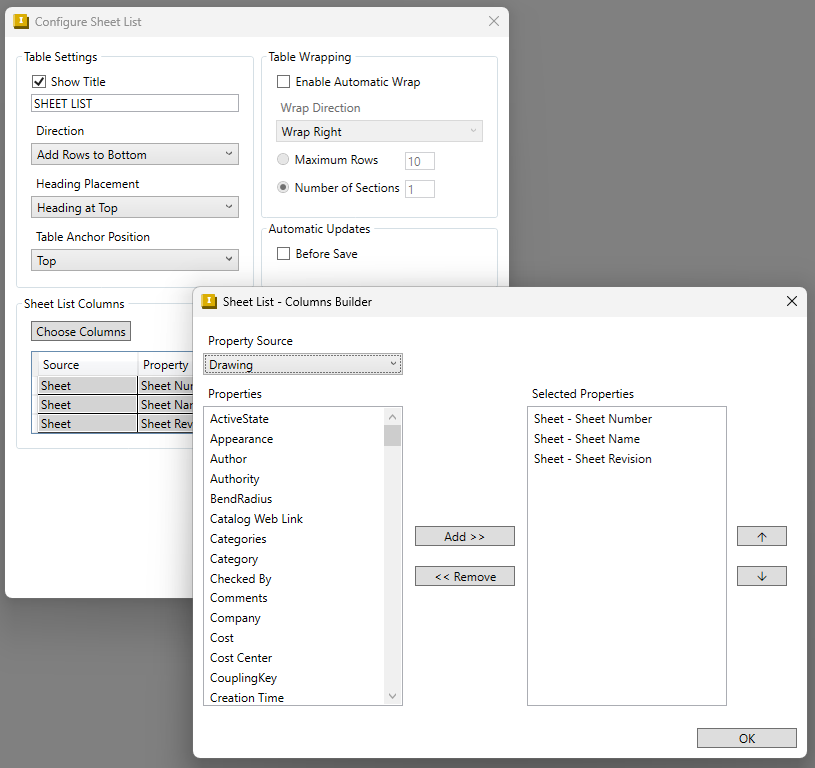 Configure Sheet List
Table Settings
Show Title
SHEET LIST
Direction
Add Rows to Bottom
Heading Placement
Heading at Top
Table Anchor Position
Top
Table Wrapping
Enable Automatic Wrap
Wrap Direction
Wrap Right
Maximum Rows 10
Number of Sections 1
Automatic Updates
Before Save
Sheet List Columns
Choose Columns
Source Property
Sheet Sheet Nur
Sheet Sheet Nar
Sheet Sheet Rev
Sheet List - Columns Builder
Property Source
Drawing
Properties
ActiveState
Appearance
Author
Authority
BendRadius
Catalog Web Link
Categories
Category
Checked By
Comments
Company
Cost
Cost Center
CouplingKey
Creation Time
Add >>
<< Remove
Selected Properties
Sheet - Sheet Number
Sheet - Sheet Name
Sheet - Sheet Revision
OK